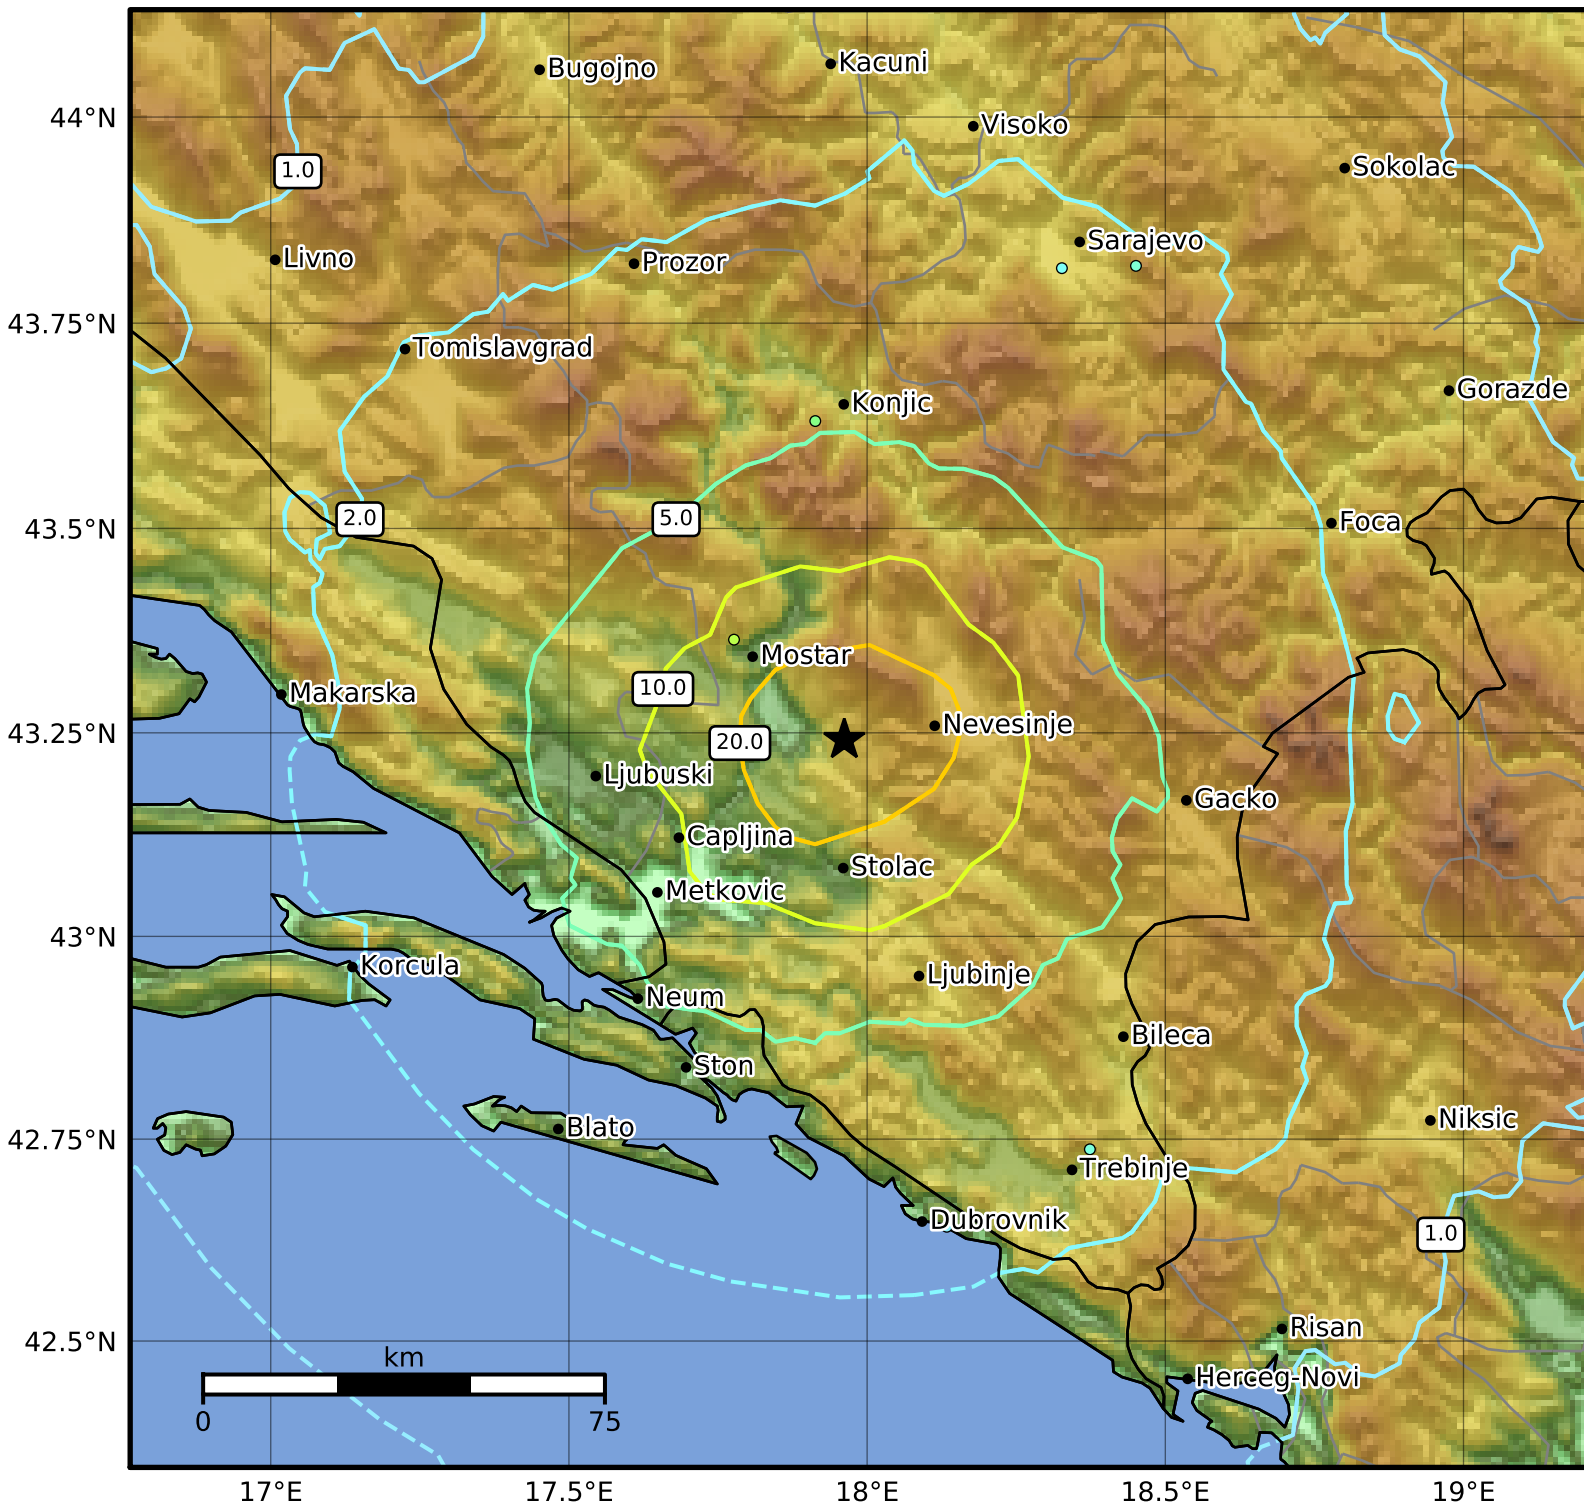 Bugojno
Kacuni
44°N
Visoko
Sokolac
1.0
Sarajevo
Livno
Prozor
43.75°N
Tomislavgrad
Gorazde
Konjic
2.0
5.0
43.5°N
Foca
Mostar
10.0
Makarska
Nevesinje
43.25°N
20.0
Ljubuski
Gacko
Capljina
Stolac
Metkovic
43°N
Korcula
Ljubinje
Neum
Bileca
Ston
Niksic
Blato
42.75°N
Trebinje
Dubrovnik
1.0
Risan
42.5°N
km
Herceg-Novi
0
75
17°E
17.5°E
18°E
18.5°E
19°E